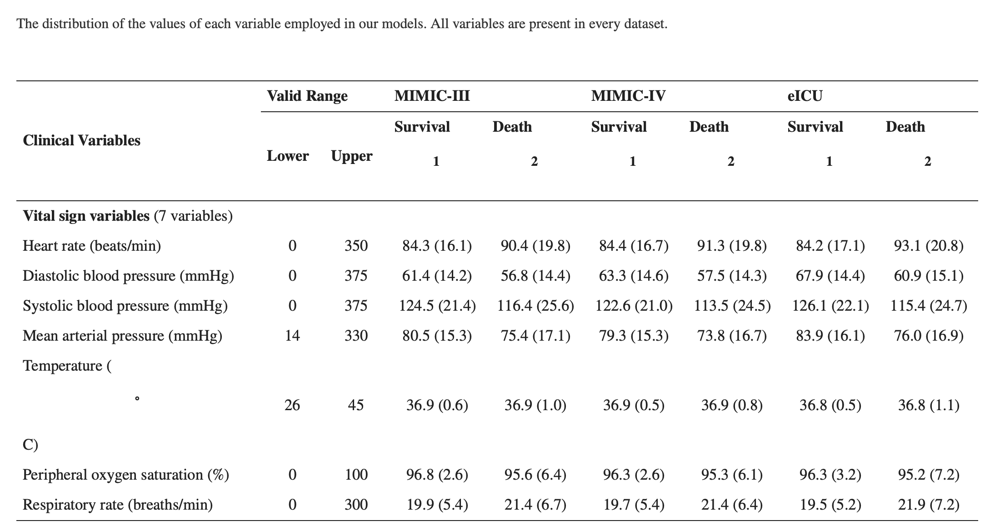 The distribution of the values of each variable employed in our models. All variables are present in every dataset.
Valid Range MIMIC-III MIMIC-IV eICU
Clinical Variables
Survival Death Survival Death Survival Death
Lower Upper
1 2 1 2 1 2
Vital sign variables (7 variables)
Heart rate (beats/min) 0 350 84.3 (16.1) 90.4 (19.8) 84.4 (16.7) 91.3 (19.8) 84.2 (17.1) 93.1 (20.8)
Diastolic blood pressure (mmHg) 0 375 61.4 (14.2) 56.8 (14.4) 63.3 (14.6) 57.5 (14.3) 67.9 (14.4) 60.9 (15.1)
Systolic blood pressure (mmHg) 0 375 124.5 (21.4) 116.4 (25.6) 122.6 (21.0) 113.5 (24.5) 126.1 (22.1) 115.4 (24.7)
Mean arterial pressure (mmHg) 14 330 80.5 (15.3) 75.4 (17.1) 79.3 (15.3) 73.8 (16.7) 83.9 (16.1) 76.0 (16.9)
Temperature (
° 26 45 36.9 (0.6) 36.9 (1.0) 36.9 (0.5) 36.9 (0.8) 36.8 (0.5) 36.8 (1.1)
C)
Peripheral oxygen saturation (%) 0 100 96.8 (2.6) 95.6 (6.4) 96.3 (2.6) 95.3 (6.1) 96.3 (3.2) 95.2 (7.2)
Respiratory rate (breaths/min) 0 300 19.9 (5.4) 21.4 (6.7) 19.7 (5.4) 21.4 (6.4) 19.5 (5.2) 21.9 (7.2)